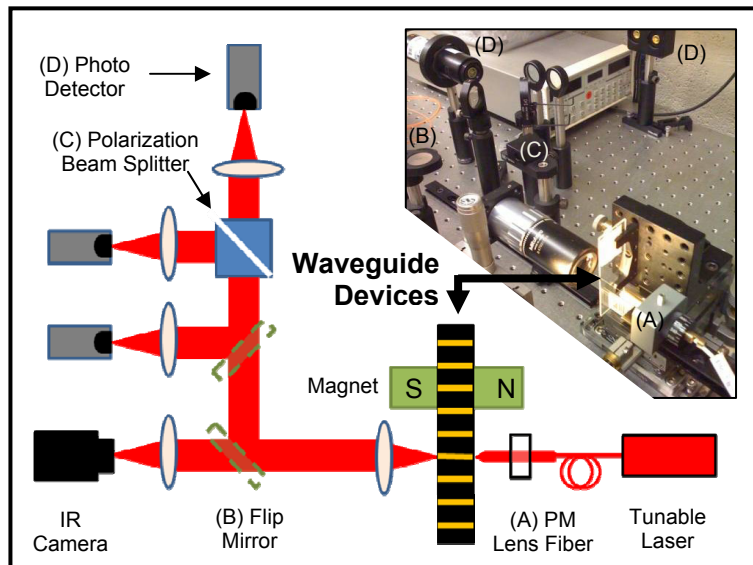 (D) Photo
Detector
(C) Polarization
Beam Splitter
(D)
(D)
(B)
(C)
(A)
Waveguide
Devices
Magnet
S
N
IR
Camera
(B) Flip
Mirror
(A) PM
Lens Fiber
Tunable
Laser